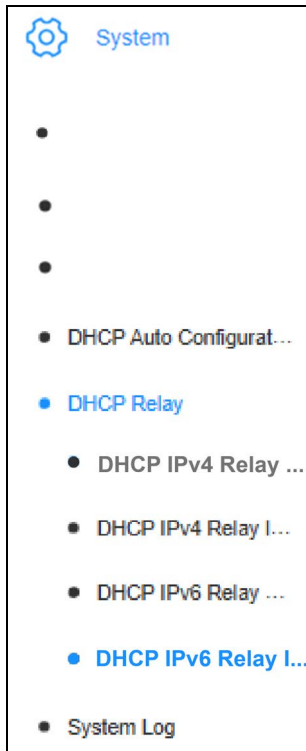 System
DHCP Auto Configurat...
DHCP Relay
DHCP IPv4 Relay ...
DHCP IPv4 Relay I...
DHCP IPv6 Relay ...
DHCP IPv6 Relay I...
System Log